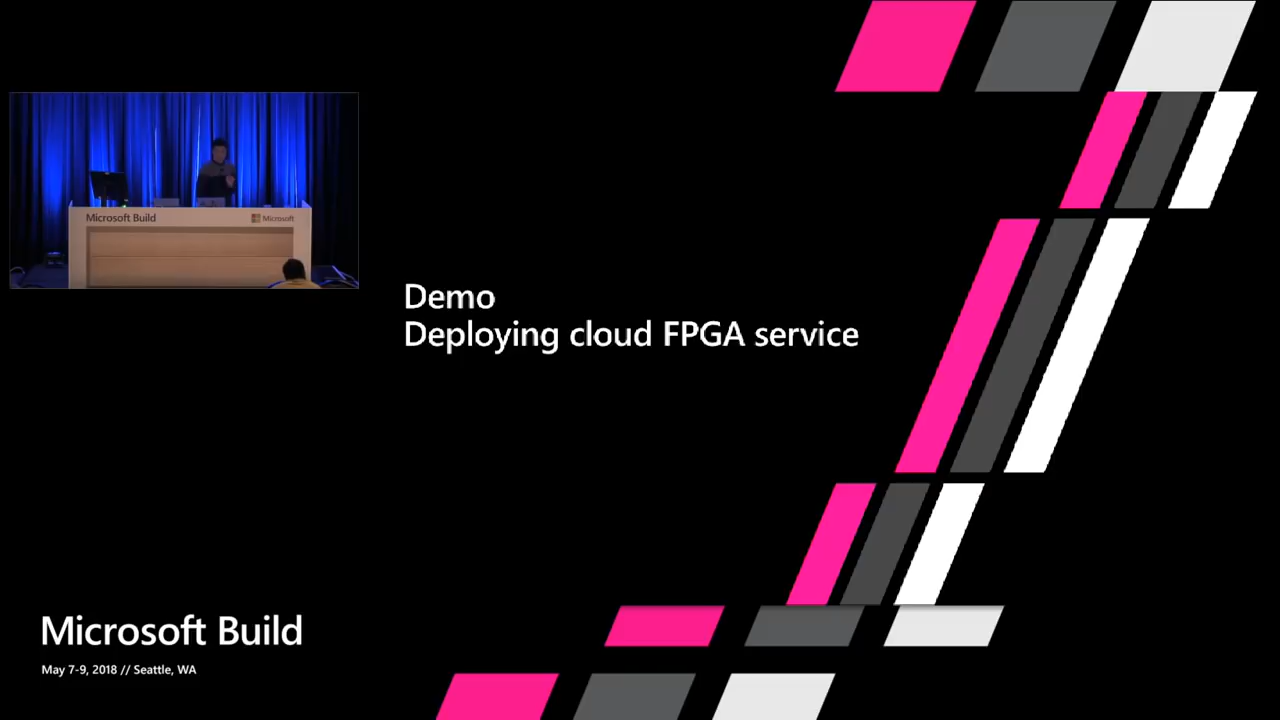 Microsoft Build
Microsoft
Demo
Deploying cloud FPGA service
Microsoft Build
May 7-9, 2018 // Seattle, WA